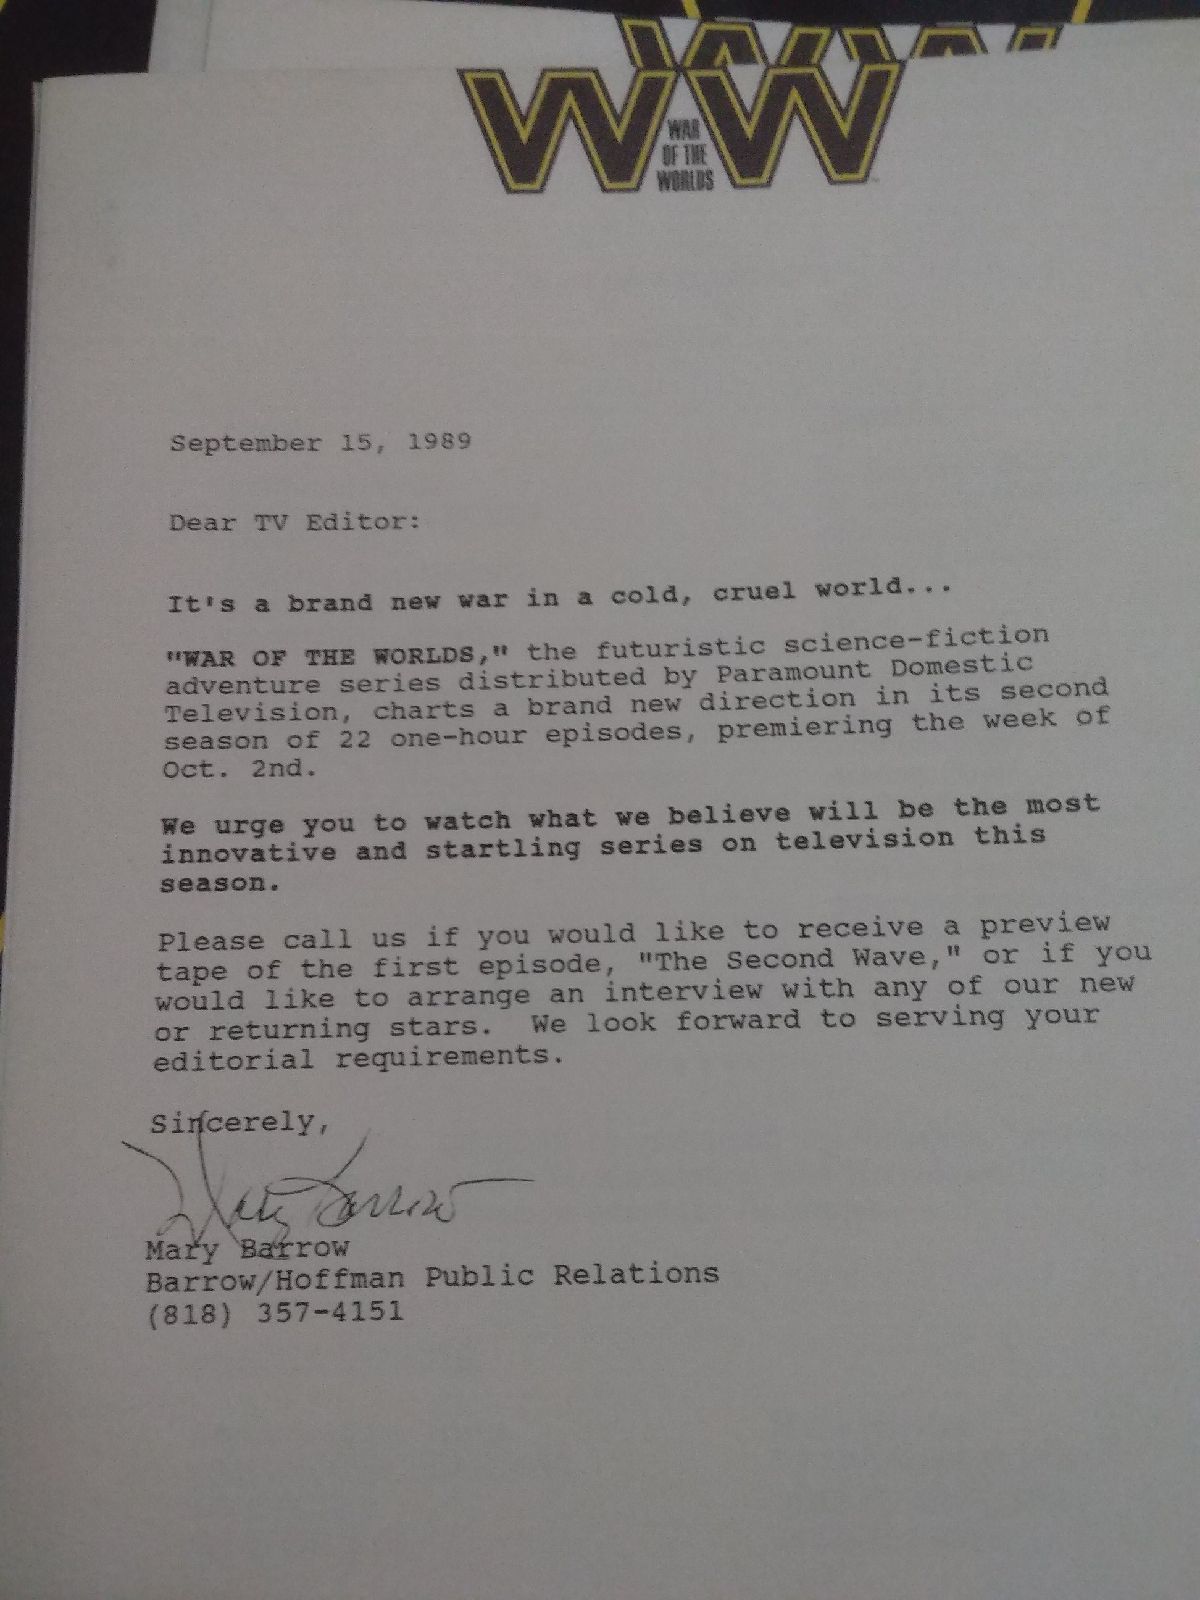 WW
WAR
OF THE
WORLDS
September 15, 1989
Dear TV Editor:
It's a brand new war in a cold, cruel world...
"WAR OF THE WORLDS," the futuristic science-fiction
adventure series distributed by Paramount Domestic
Television, charts a brand new direction in its second
season of 22 one-hour episodes, premiering the week of
Oct. 2nd.
We urge you to watch what we believe will be the most
innovative and startling series on television this
season.
Please call us if you would like to receive a preview
tape of the first episode, "The Second Wave," or if you
would like to arrange an interview with any of our new
or returning stars.  We look forward to serving your
editorial requirements.
Sincerely,
Mary Barrow
Mary Barrow
Barrow/Hoffman Public Relations
(818) 357-4151